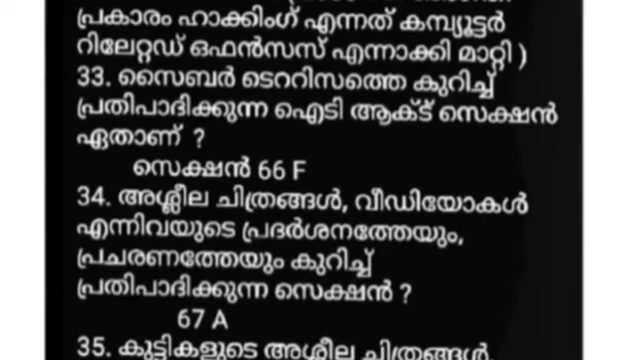 പ്രകാരം ഹാക്കിംഗ് എന്നത് കമ്പ്യൂട്ടർ
റിലേറ്റഡ് ഒഫൻസസ് എന്നാക്കി മാറ്റി )
33. സൈബർ ടെററിസത്തെ കുറിച്ച്
പ്രതിപാദിക്കുന്ന ഐടി ആക്ട് സെക്ഷൻ
ഏതാണ് ?
സെക്ഷൻ 66 F
34. അശ്ലീല ചിത്രങ്ങൾ, വീഡിയോകൾ
എന്നിവയുടെ പ്രദർശനത്തേയും,
പ്രചരണത്തേയും കുറിച്ച്
പ്രതിപാദിക്കുന്ന സെക്ഷൻ ?
67 A
35. കുട്ടികളുടെ അശ്ലീല ചിത്രങ്ങൾ,